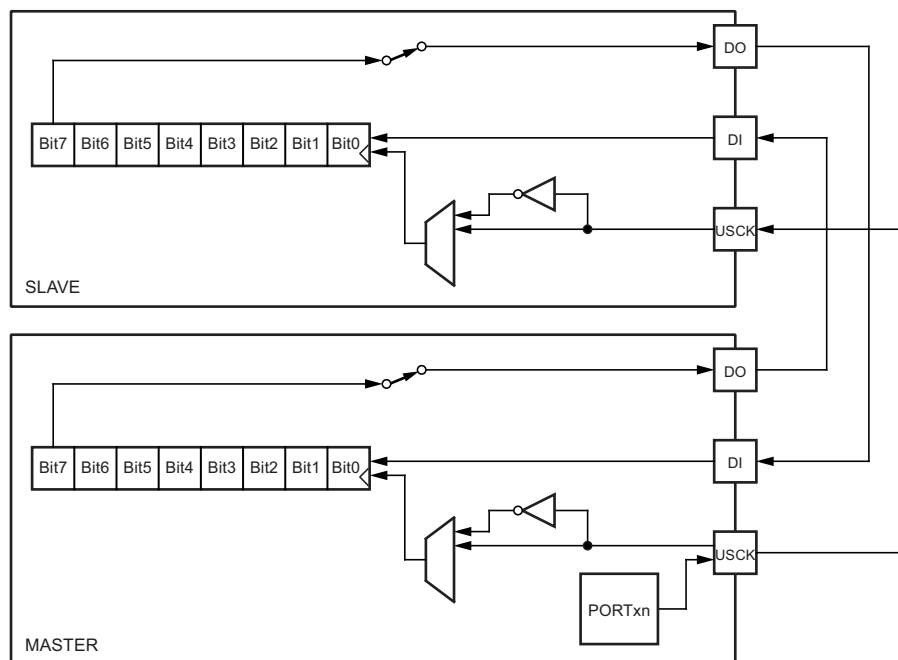 DO
Bit7 Bit6 Bit5 Bit4 Bit3 Bit2 Bit1 Bit0
DI
USCK
SLAVE
DO
Bit7 Bit6 Bit5 Bit4 Bit3 Bit2 Bit1 Bit0
DI
USCK
PORTxn
MASTER